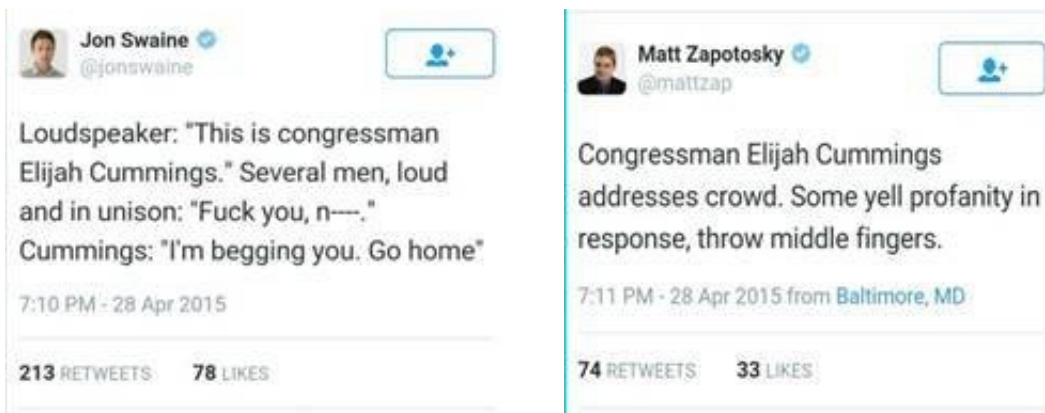 Jon Swaine
@jonswaine
Loudspeaker: "This is congressman
Elijah Cummings." Several men, loud
and in unison: "Fuck you, n----."
Cummings: "I'm begging you. Go home"
7:10 PM - 28 Apr 2015
213 RETWEETS 78 LIKES
Matt Zapotosky
@mattzap
Congressman Elijah Cummings
addresses crowd. Some yell profanity in
response, throw middle fingers.
7:11 PM - 28 Apr 2015 from Baltimore, MD
74 RETWEETS 33 LIKES